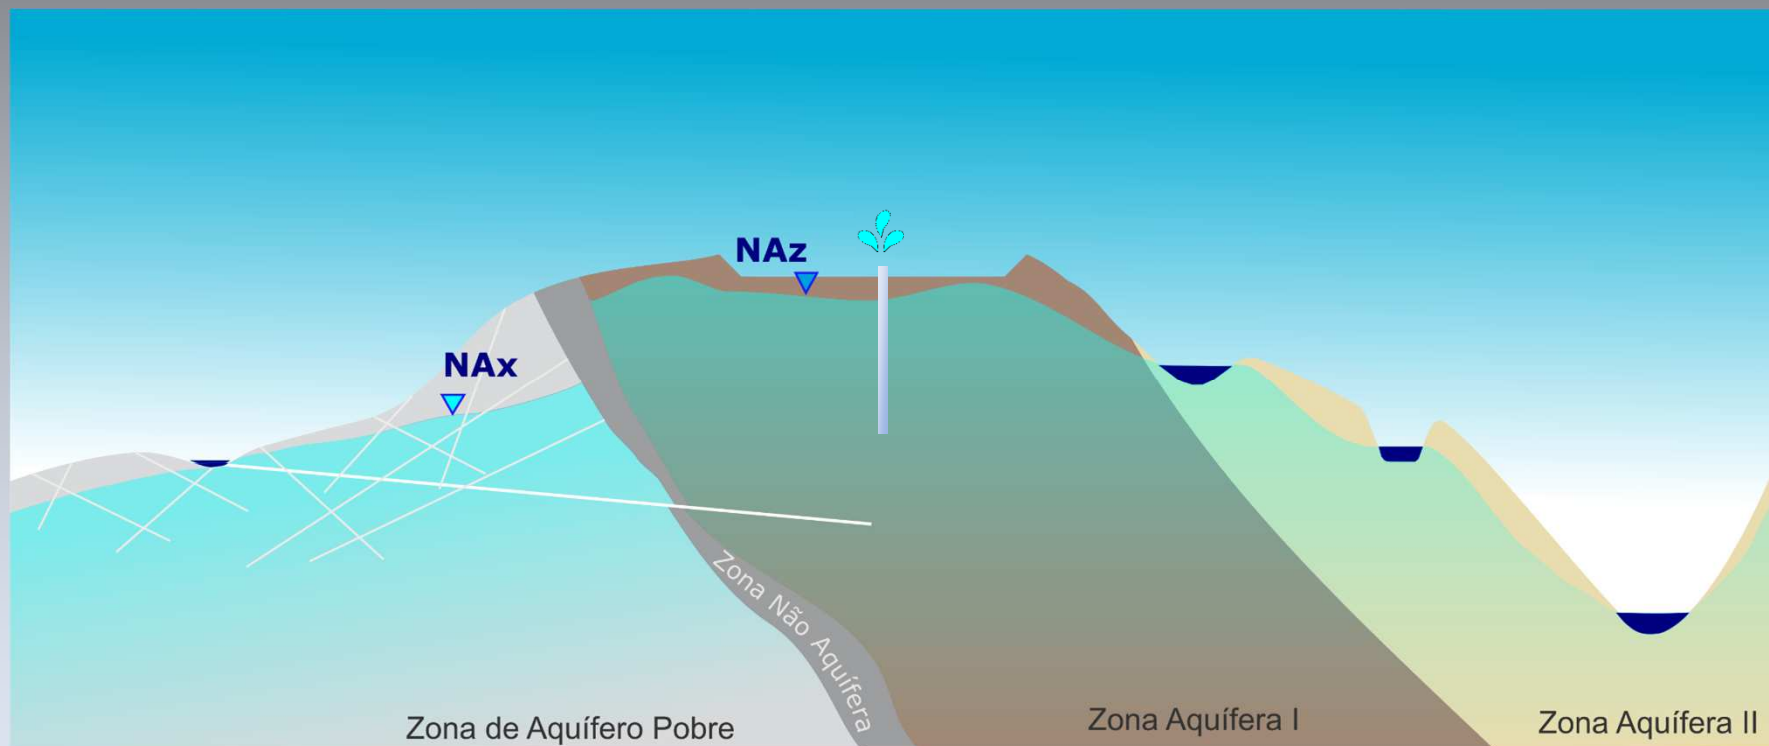 NAz
NAx
Zona Não Aquífera
Zona de Aquífero Pobre
Zona Aquífera I
Zona Aquífera II